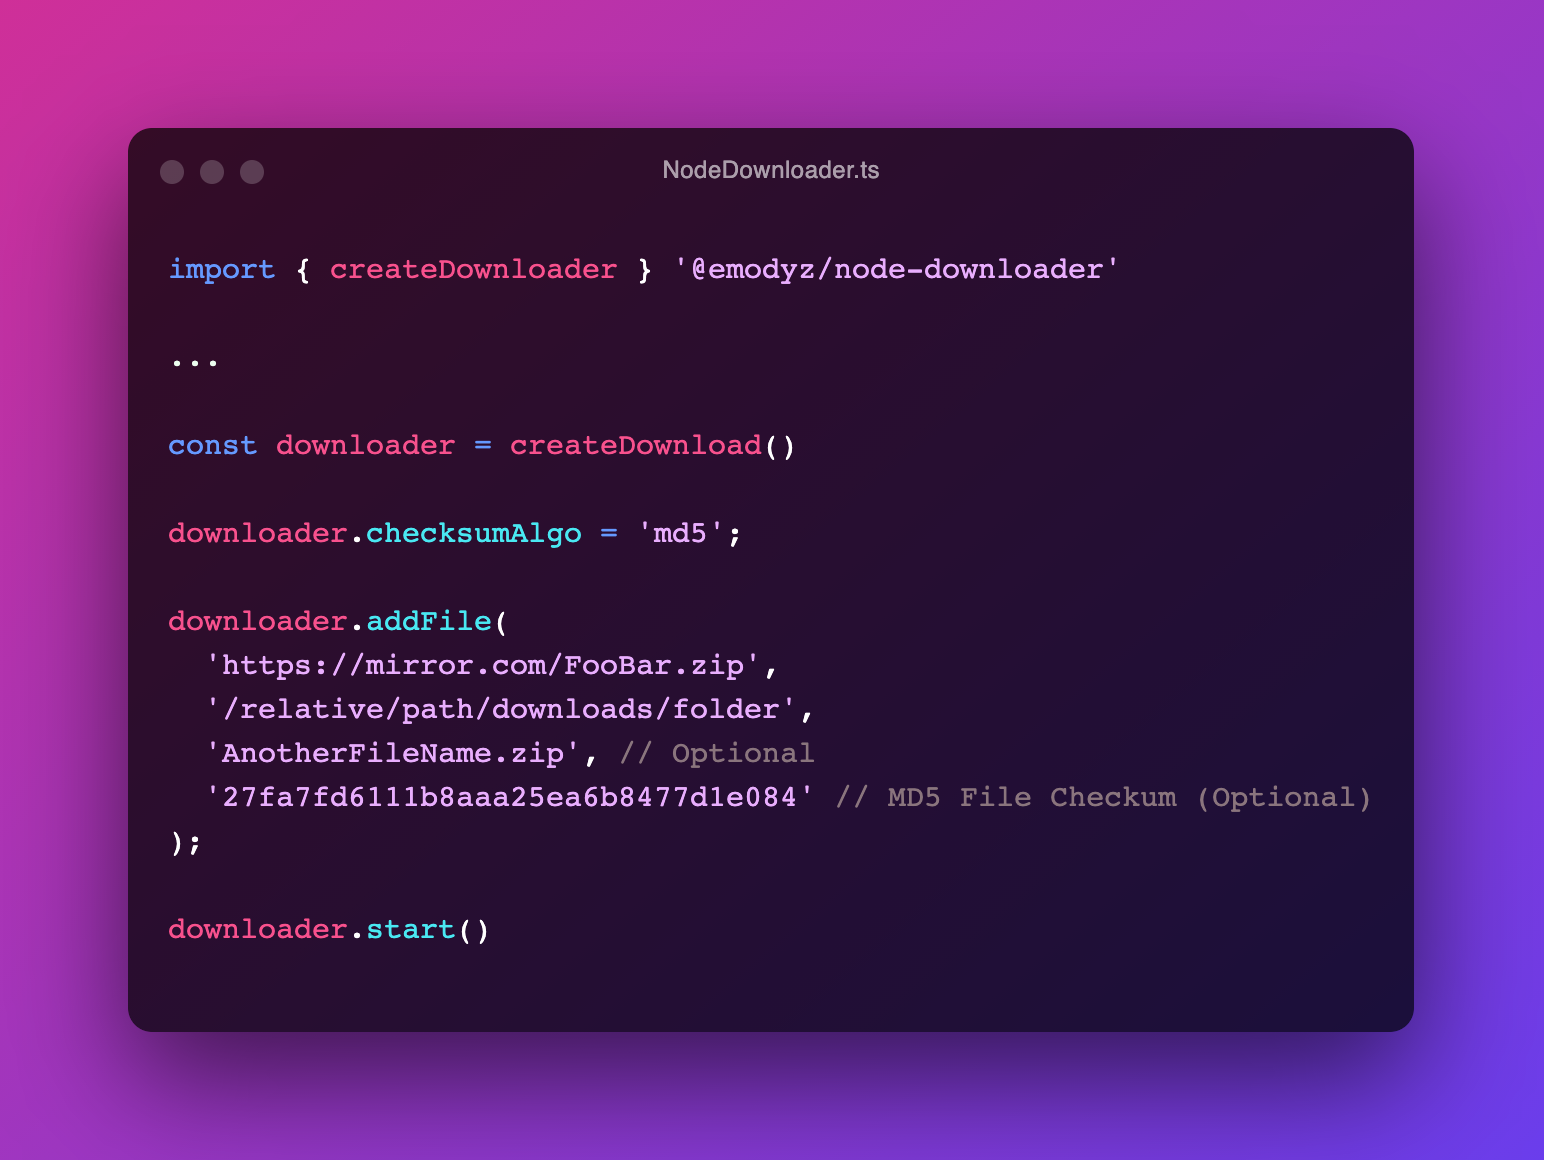 NodeDownloader.ts
import { createDownloader } '@emodyz/node-downloader'
...
const downloader = createDownload()
downloader.checksumAlgo = 'md5';
downloader.addFile(
  'https://mirror.com/FooBar.zip',
  '/relative/path/downloads/folder',
  'AnotherFileName.zip', // Optional
  '27fa7fd6111b8aaa25ea6b8477d1e084' // MD5 File Checkum (Optional)
);
downloader.start()